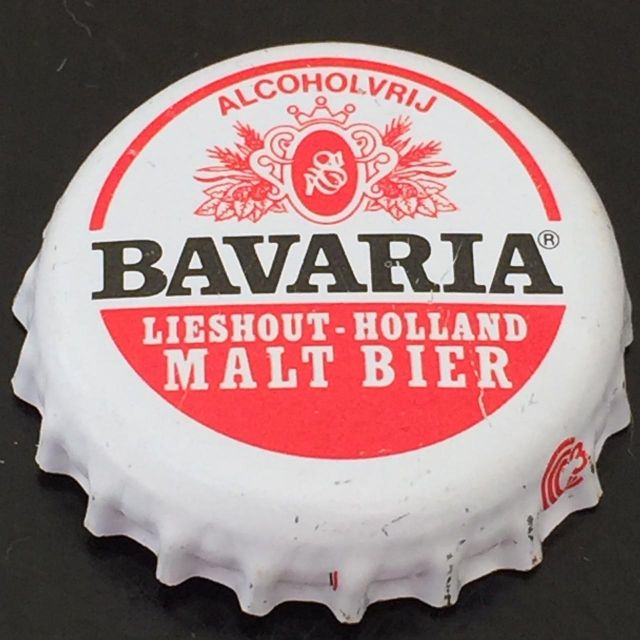 ALCOHOLVRIJ
BAVARIA®
LIESHOUT-HOLLAND
MALT BIER